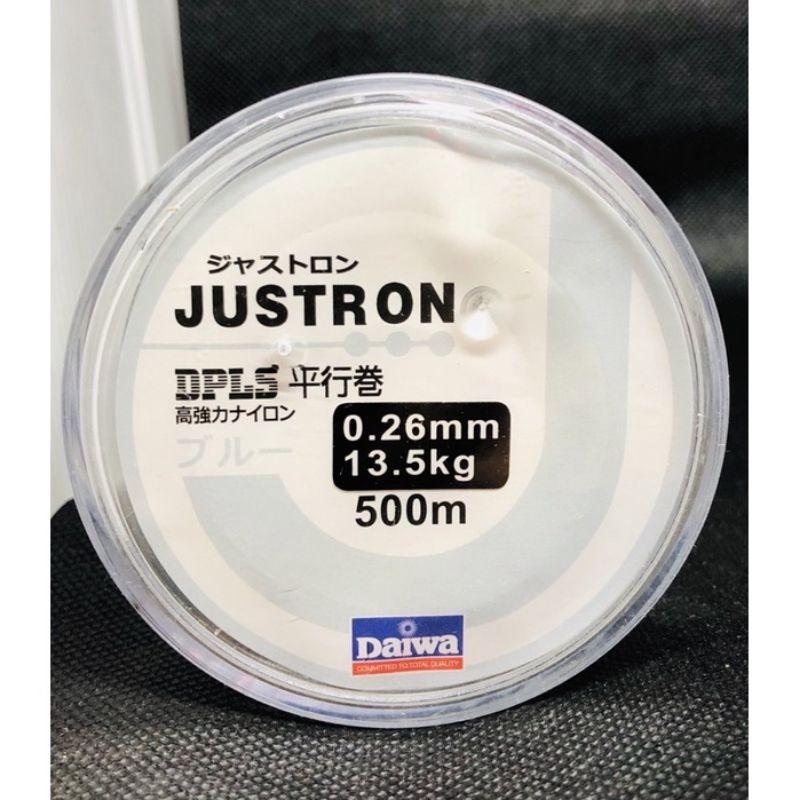 ジャストロン
JUSTRON
DPLS 平行巻
高強力ナイロン
ブルー
0.26mm
13.5kg
500m
Daiwa
COMMITTED TO TOTAL QUALITY